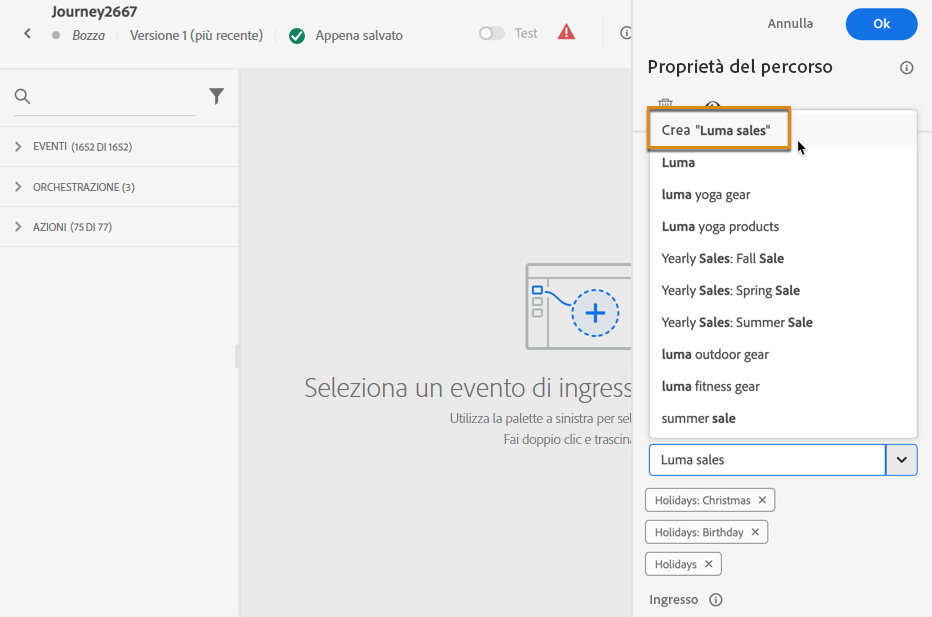 Journey2667
Bozza
Versione 1 (più recente)
Appena salvato
Test
Annulla
Ok
Proprietà del percorso
EVENTI (1652 DI 1652)
ORCHESTRAZIONE (3)
AZIONI (75 DI 77)
Seleziona un evento di ingress
Utilizza la palette a sinistra per sel
Fai doppio clic e trascina
Crea "Luma sales"
Luma
luma yoga gear
Luma yoga products
Yearly Sales: Fall Sale
Yearly Sales: Spring Sale
Yearly Sales: Summer Sale
luma outdoor gear
luma fitness gear
summer sale
Luma sales
Holidays: Christmas
Holidays: Birthday
Holidays
Ingresso